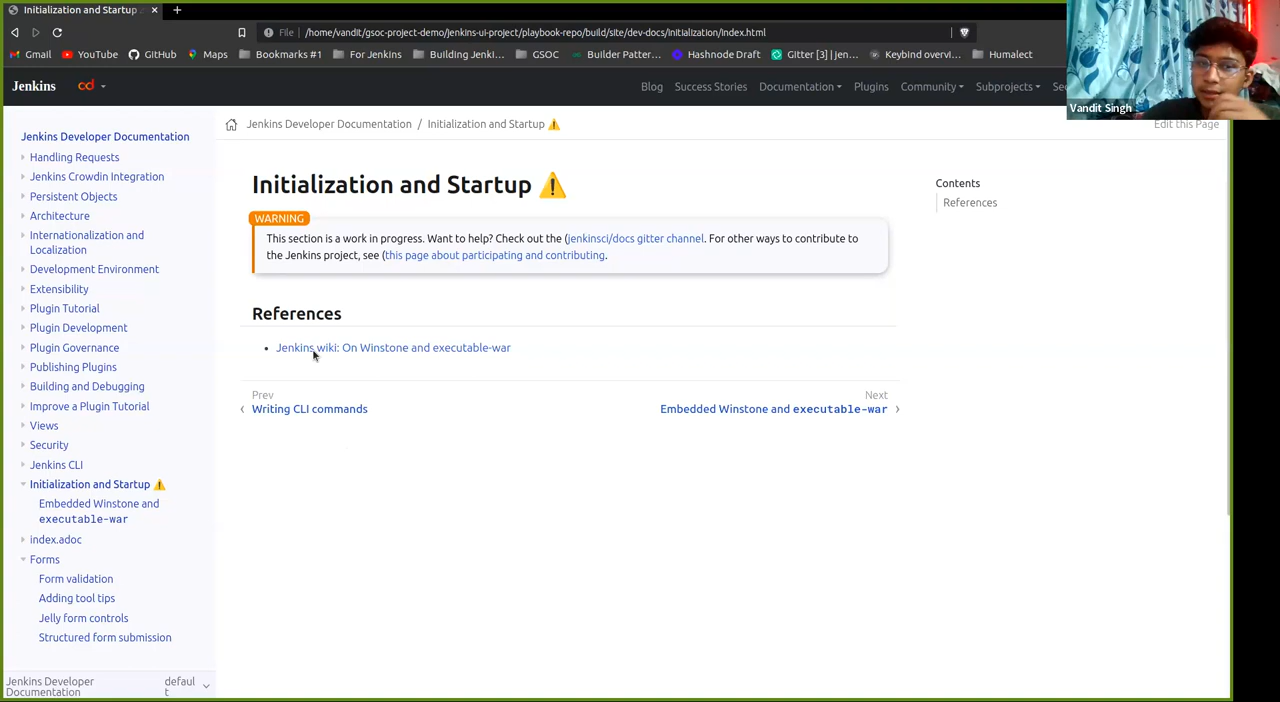 Initialization and Startup
File /home/vandit/gsoc-project-demo/jenkins-ui-project/playbook-repo/build/site/dev-docs/initialization/index.html
Gmail YouTube GitHub Maps Bookmarks #1 For Jenkins Building Jenki... GSOC Builder Patter... Hashnode Draft Gitter [3] | jen... Keybind overvi... Humalect
Jenkins cd Blog Success Stories Documentation Plugins Community Subprojects Sec
Vandit Singh
Jenkins Developer Documentation / Initialization and Startup ⚠️ Edit this Page
Jenkins Developer Documentation
Handling Requests
Jenkins Crowdin Integration
Persistent Objects
Architecture
Internationalization and
Localization
Development Environment
Extensibility
Plugin Tutorial
Plugin Development
Plugin Governance
Publishing Plugins
Building and Debugging
Improve a Plugin Tutorial
Views
Security
Jenkins CLI
Initialization and Startup ⚠️
Embedded Winstone and
executable-war
index.adoc
Forms
Form validation
Adding tool tips
Jelly form controls
Structured form submission
Jenkins Developer
Documentation
defaul
t
Initialization and Startup ⚠️
WARNING
This section is a work in progress. Want to help? Check out the (jenkinsci/docs gitter channel. For other ways to contribute to
the Jenkins project, see (this page about participating and contributing.
References
• Jenkins wiki: On Winstone and executable-war
Prev
‹ Writing CLI commands
Next
Embedded Winstone and executable-war ›
Contents
References